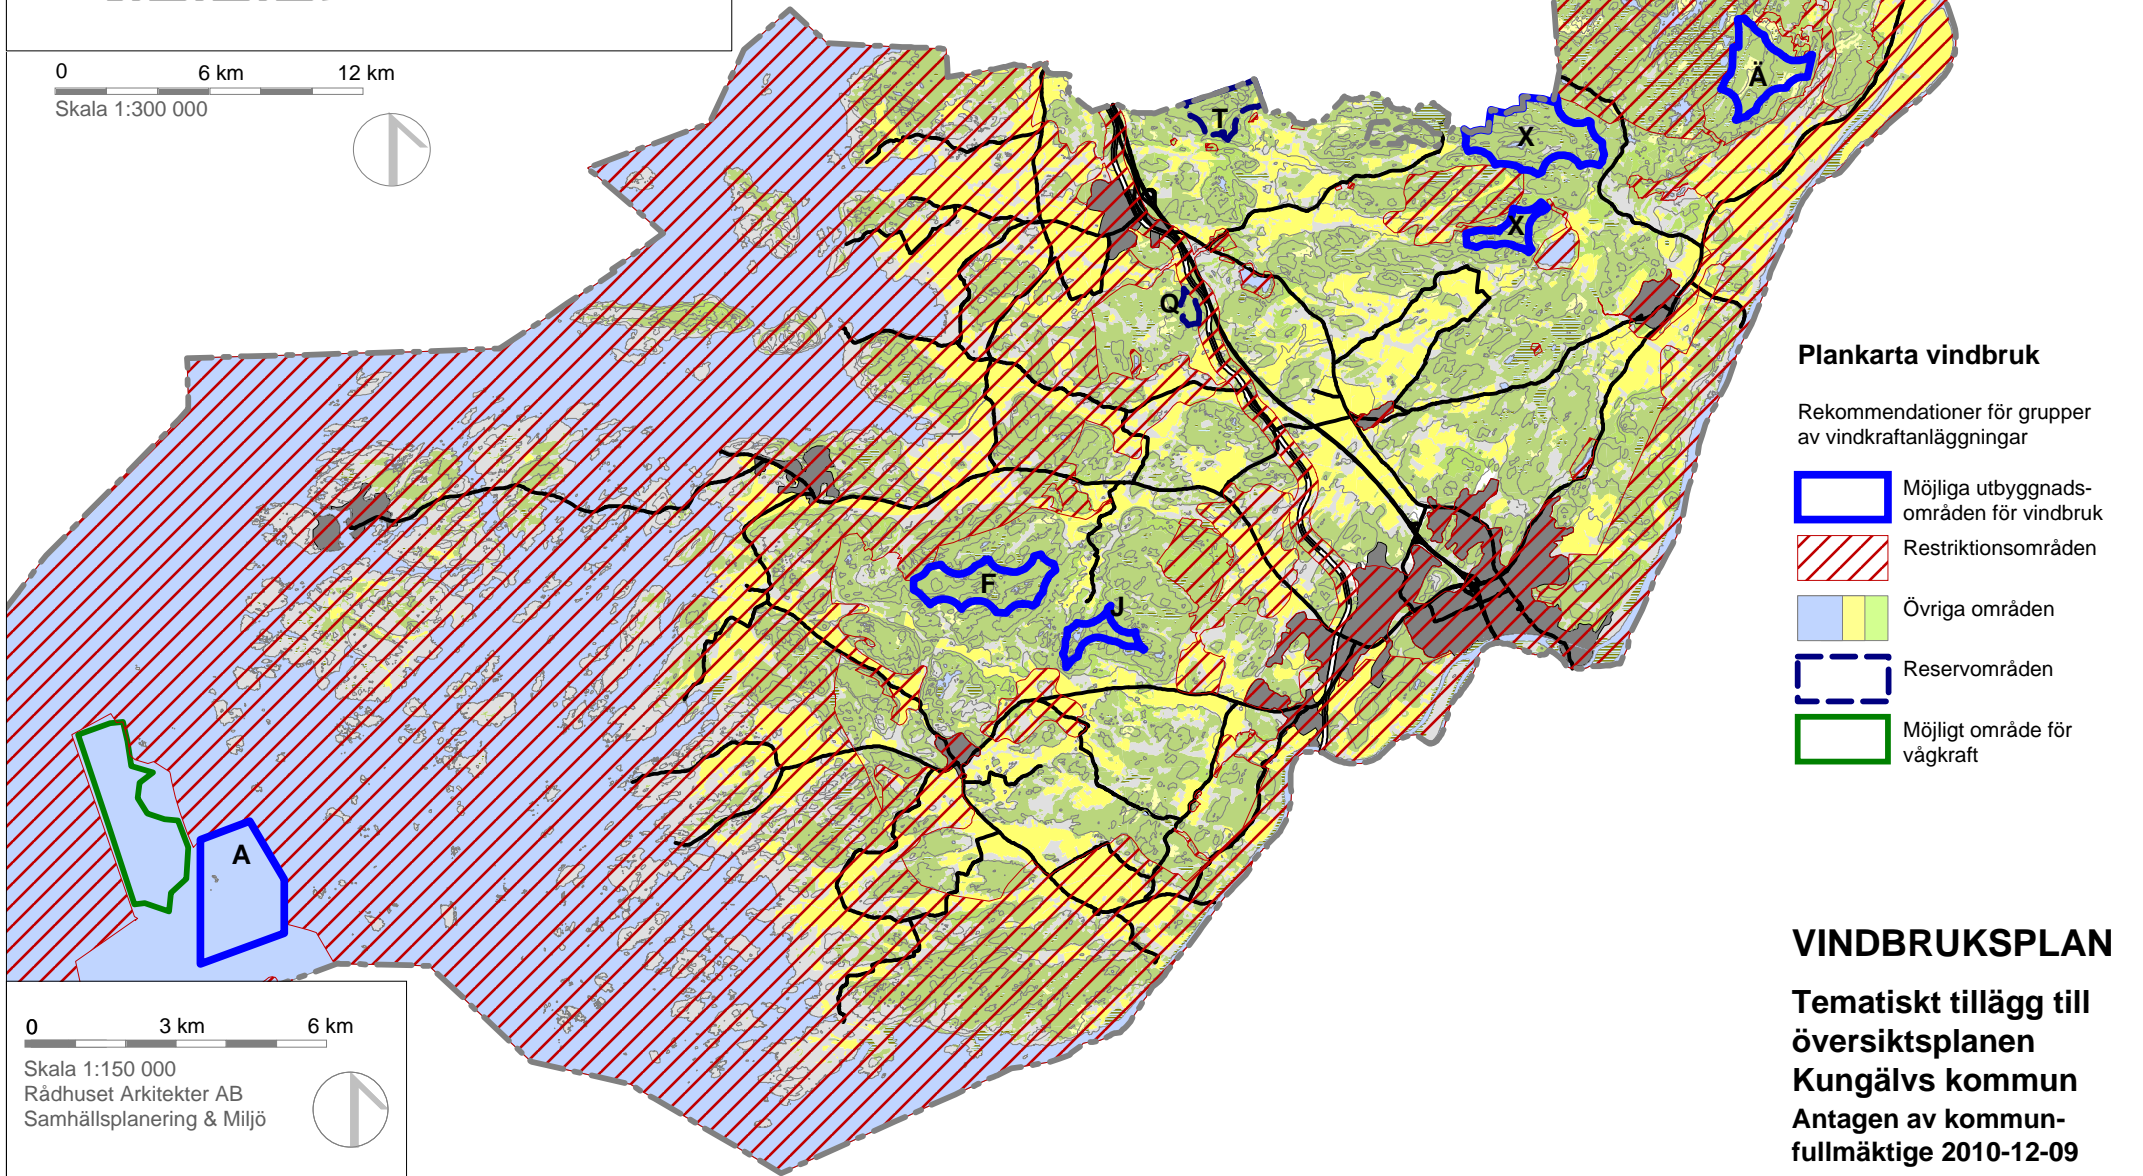 0 6 km 12 km
Skala 1:300 000
Ä
T
X
X
Q
F
J
A
Plankarta vindbruk
Rekommendationer för grupper
av vindkraftanläggningar
Möjliga utbyggnads-
områden för vindbruk
Restriktionsområden
Övriga områden
Reservområden
Möjligt område för
vågkraft
VINDBRUKSPLAN
Tematiskt tillägg till
översiktsplanen
Kungälvs kommun
Antagen av kommun-
fullmäktige 2010-12-09
0 3 km 6 km
Skala 1:150 000
Rådhuset Arkitekter AB
Samhällsplanering & Miljö